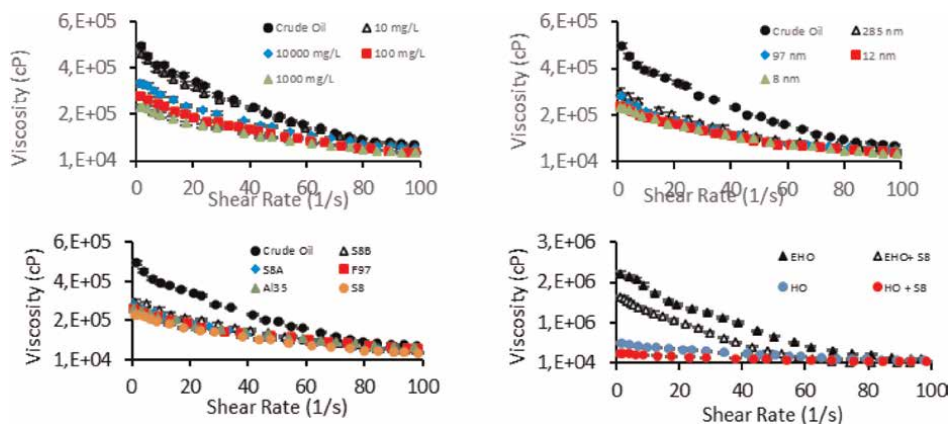 6,E+05
4,E+05
2,E+05
1,E+04
Viscosity (cP)
Crude Oil
10 mg/L
10000 mg/L
100 mg/L
1000 mg/L
0 20 40 60 80 100
Shear Rate (1/s)
6,E+05
4,E+05
2,E+05
1,E+04
Viscosity (cP)
Crude Oil
285 nm
97 nm
12 nm
8 nm
0 20 40 60 80 100
Shear Rate (1/s)
6,E+05
4,E+05
2,E+05
1,E+04
Viscosity (cP)
Crude Oil
S8B
S8A
F97
Al35
S8
0 20 40 60 80 100
Shear Rate (1/s)
3,E+06
2,E+06
1,E+06
1,E+04
Viscosity (cP)
EHO
EHO+ S8
HO
HO + S8
0 20 40 60 80 100
Shear Rate (1/s)